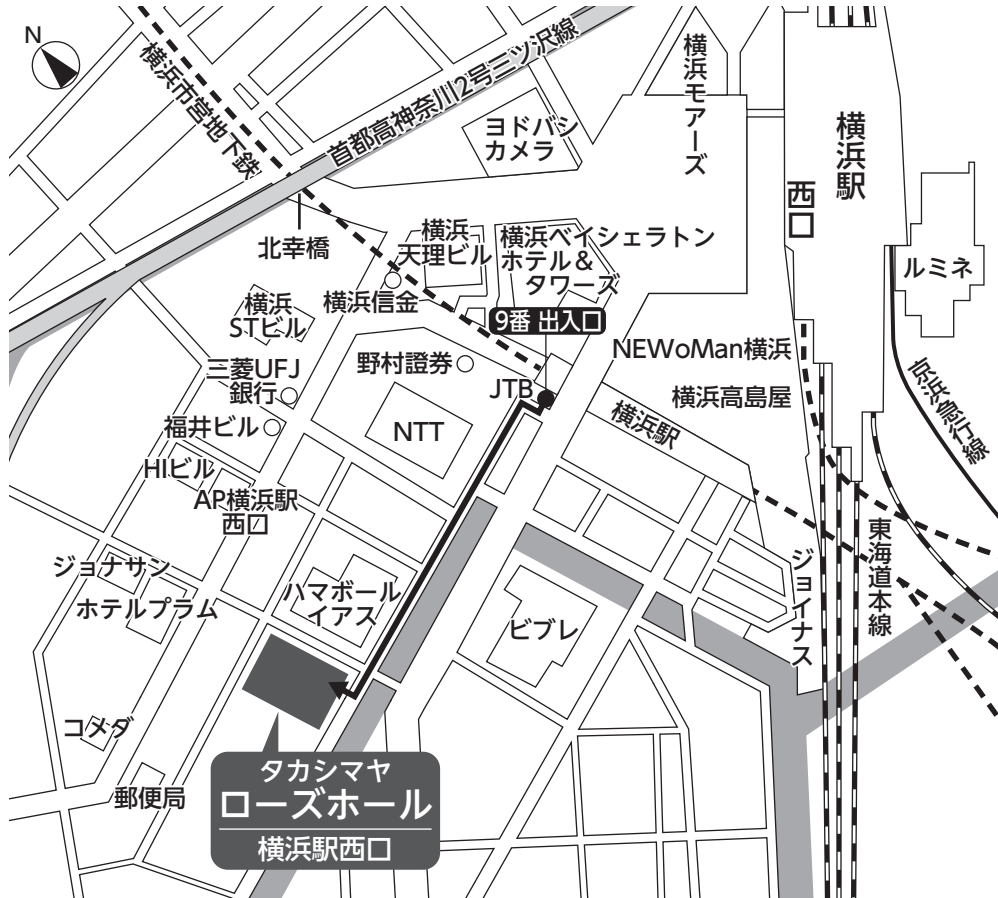 N
横浜市営地下鉄
首都高神奈川2号三ツ沢線
横浜モアーズ
ヨドバシ
カメラ
横浜駅
西口
ルミネ
北幸橋
横浜
天理ビル
横浜ベイシェラトン
ホテル＆
タワーズ
横浜信金
9番 出入口
横浜
STビル
野村證券
NEWoMan横浜
三菱UFJ
銀行
JTB
横浜高島屋
京浜急行線
福井ビル
NTT
横浜駅
HIビル
AP横浜駅
西口
ジョナサン
ホテルプラム
ハマボール
イアス
ビブレ
ジョイナス
東海道本線
コメダ
郵便局
タカシマヤ
ローズホール
横浜駅西口